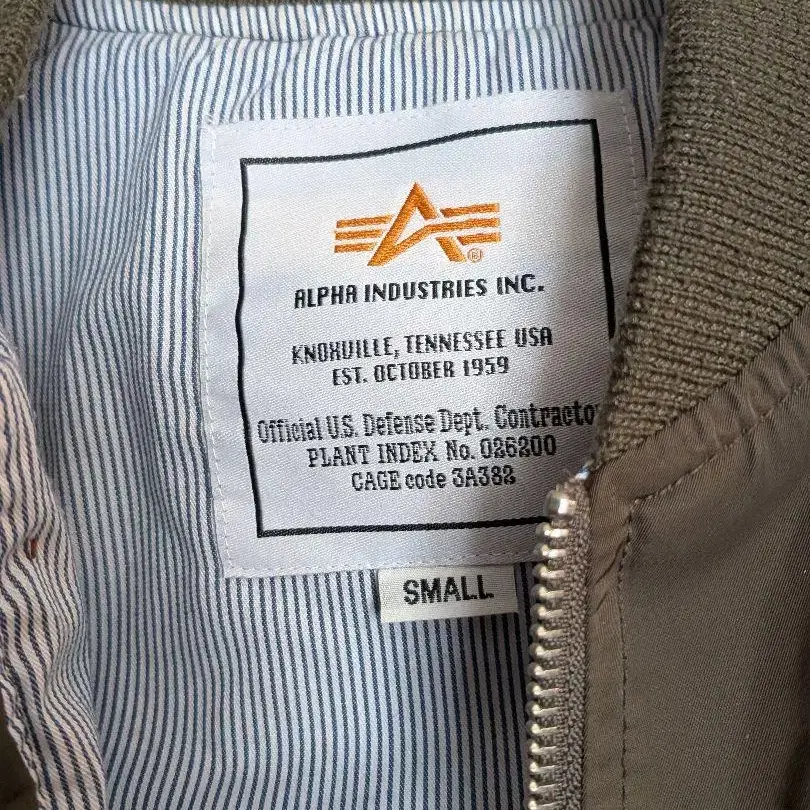 ®
ALPHA INDUSTRIES INC.
KNOXVILLE, TENNESSEE USA
EST. OCTOBER 1959
Official U.S. Defense Dept. Contracto
PLANT INDEX No. 026200
CAGE code 3A382
SMALL